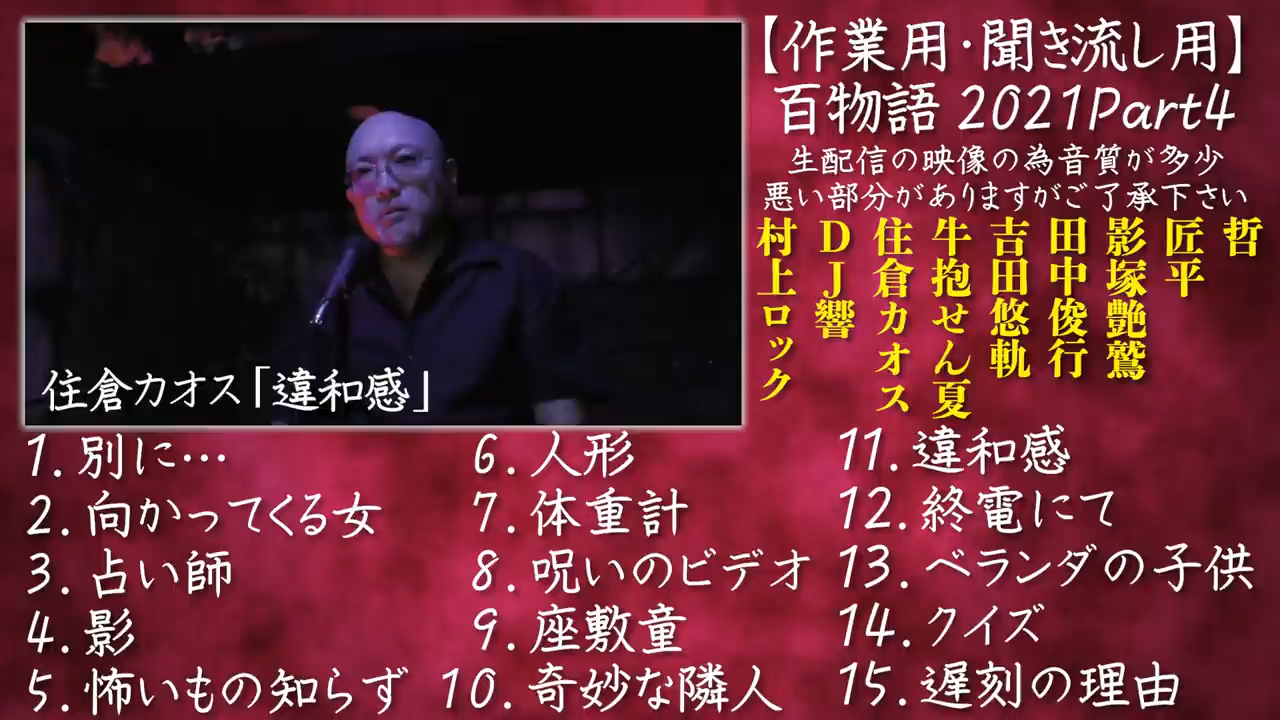 【作業用・聞き流し用】
百物語 2021Part4
生配信の映像の為音質が多少
悪い部分がありますがご了承下さい
哲
匠平
影塚艶鷲
田中俊行
吉田悠軌
牛抱せん夏
住倉カオス
DJ響
村上ロック
住倉カオス「違和感」
1.別に…
2.向かってくる女
3.占い師
4.影
5.怖いもの知らず
6.人形
7.体重計
8.呪いのビデオ
9.座敷童
10.奇妙な隣人
11.違和感
12.終電にて
13.ベランダの子供
14.クイズ
15.遅刻の理由